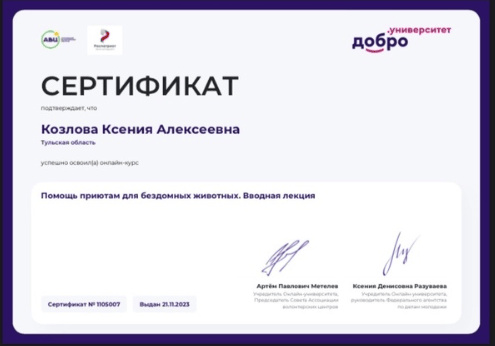 АВЦ
.университет
добро
СЕРТИФИКАТ
подтверждает, что
Козлова Ксения Алексеевна
Тульская область
успешно освоил(а) онлайн-курс
Помощь приютам для бездомных животных. Вводная лекция
Артём Павлович Метелев
Учредитель Онлайн-университета,
Председатель Совета Ассоциации
волонтерских центров
Ксения Денисовна Разуваева
Учредитель Онлайн-университета,
руководитель Федерального агентства
по делам молодежи
Сертификат № 1105007
Выдан 21.11.2023